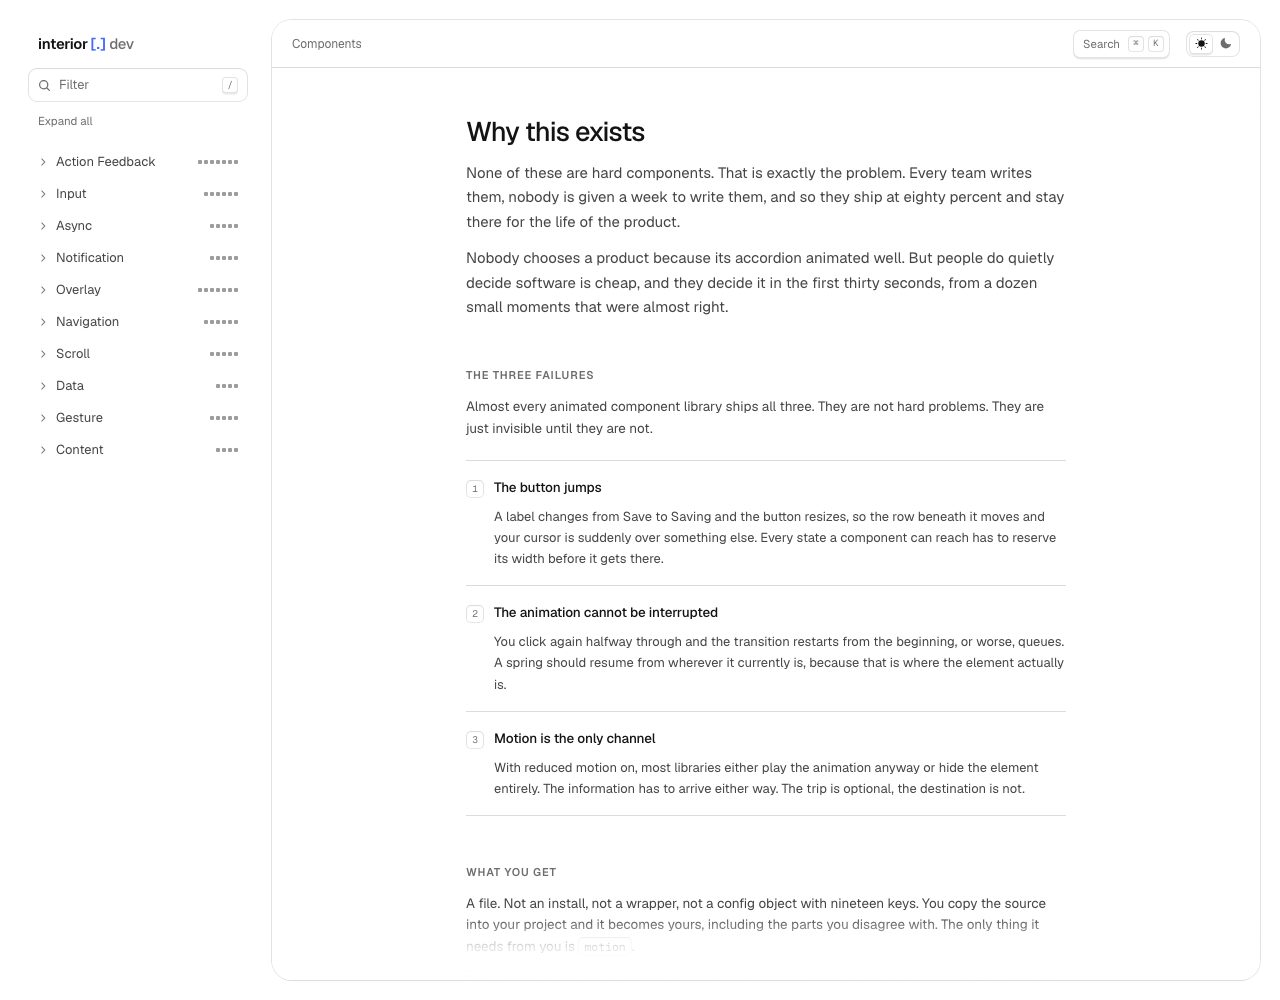 interior [.] dev
Filter
/
Expand all
Action Feedback
Input
Async
Notification
Overlay
Navigation
Scroll
Data
Gesture
Content
Components
Search ⌘ K
Why this exists
None of these are hard components. That is exactly the problem. Every team writes
them, nobody is given a week to write them, and so they ship at eighty percent and stay
there for the life of the product.
Nobody chooses a product because its accordion animated well. But people do quietly
decide software is cheap, and they decide it in the first thirty seconds, from a dozen
small moments that were almost right.
THE THREE FAILURES
Almost every animated component library ships all three. They are not hard problems. They are
just invisible until they are not.
1 The button jumps
A label changes from Save to Saving and the button resizes, so the row beneath it moves and
your cursor is suddenly over something else. Every state a component can reach has to reserve
its width before it gets there.
2 The animation cannot be interrupted
You click again halfway through and the transition restarts from the beginning, or worse, queues.
A spring should resume from wherever it currently is, because that is where the element actually
is.
3 Motion is the only channel
With reduced motion on, most libraries either play the animation anyway or hide the element
entirely. The information has to arrive either way. The trip is optional, the destination is not.
WHAT YOU GET
A file. Not an install, not a wrapper, not a config object with nineteen keys. You copy the source
into your project and it becomes yours, including the parts you disagree with. The only thing it
needs from you is motion.